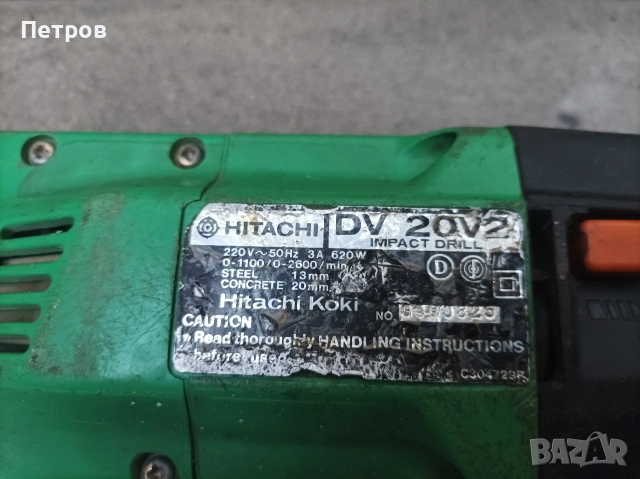 Петров
HITACHI DV 20V2
IMPACT DRILL
220V~50Hz 3A 620W
0-1100/0-2600/min
STEEL 13mm
CONCRETE 20mm
Hitachi Koki
NO.
CAUTION
Read thoroughly HANDLING INSTRUCTIONS
before use
D
BAZAR
bg